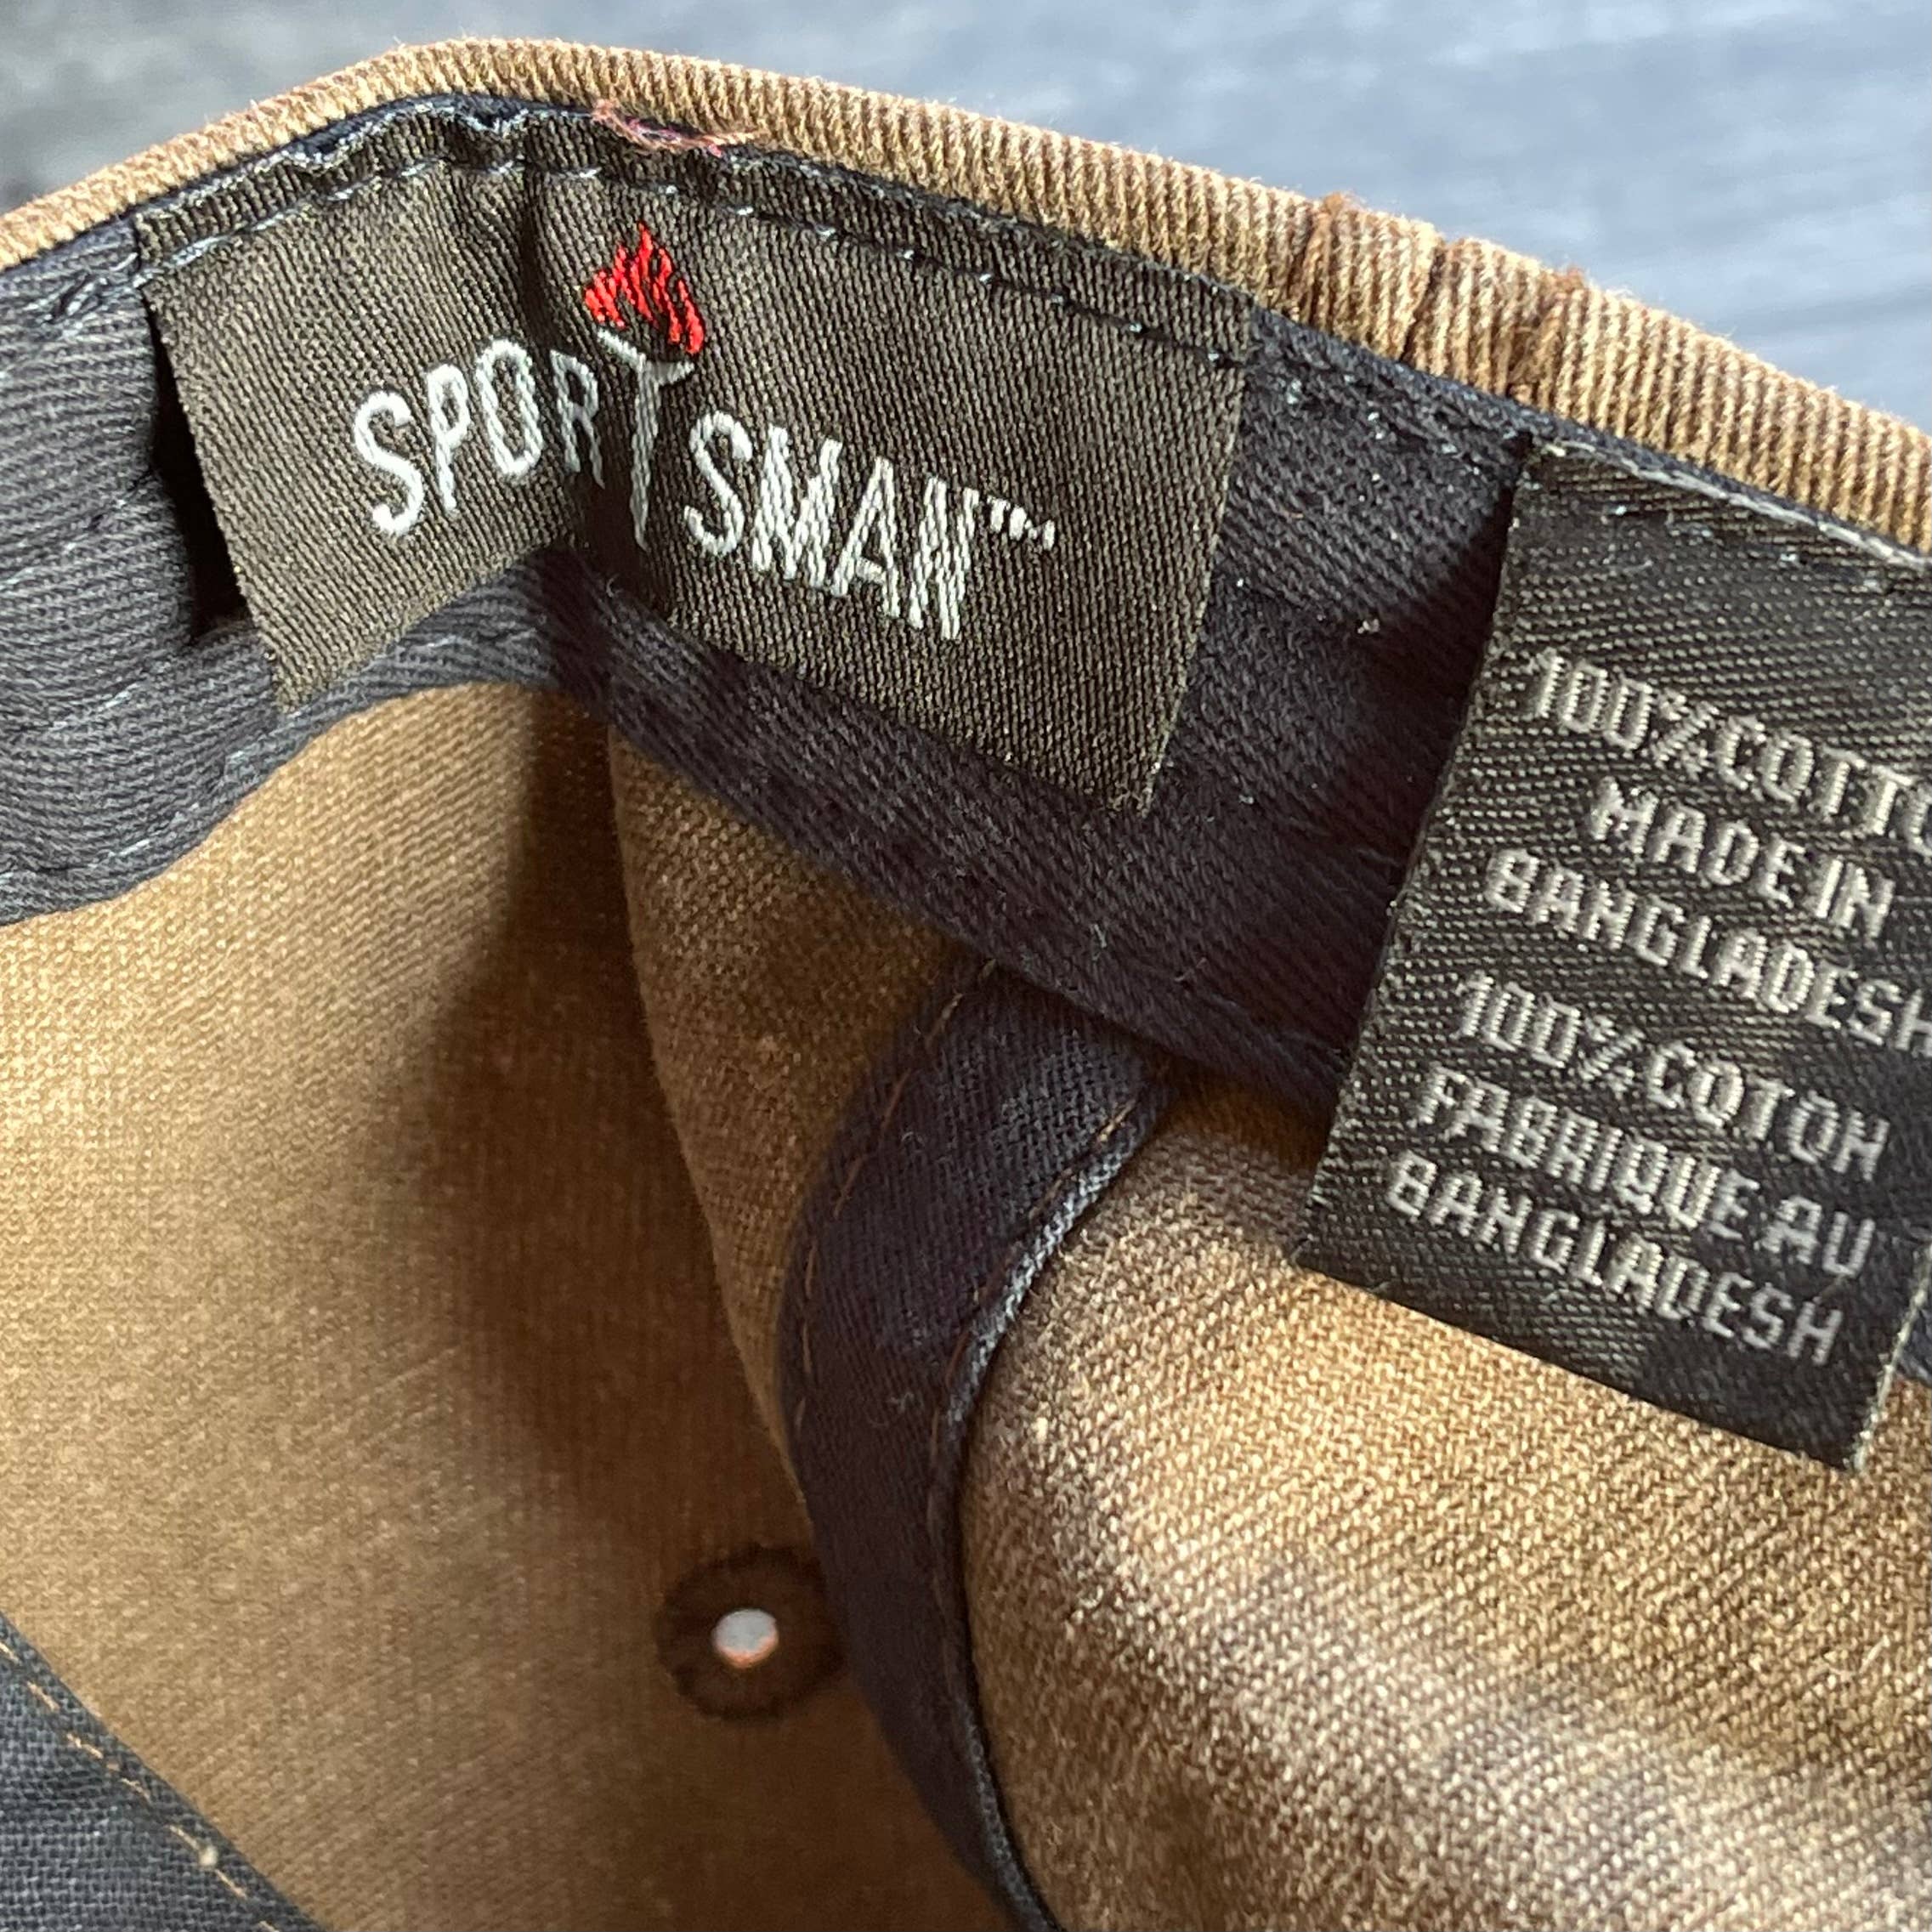 SPORTSMAN™
100% COTTO
MADE IN
BANGLADESH
100% COTON
FABRIQUE AU
BANGLADESH